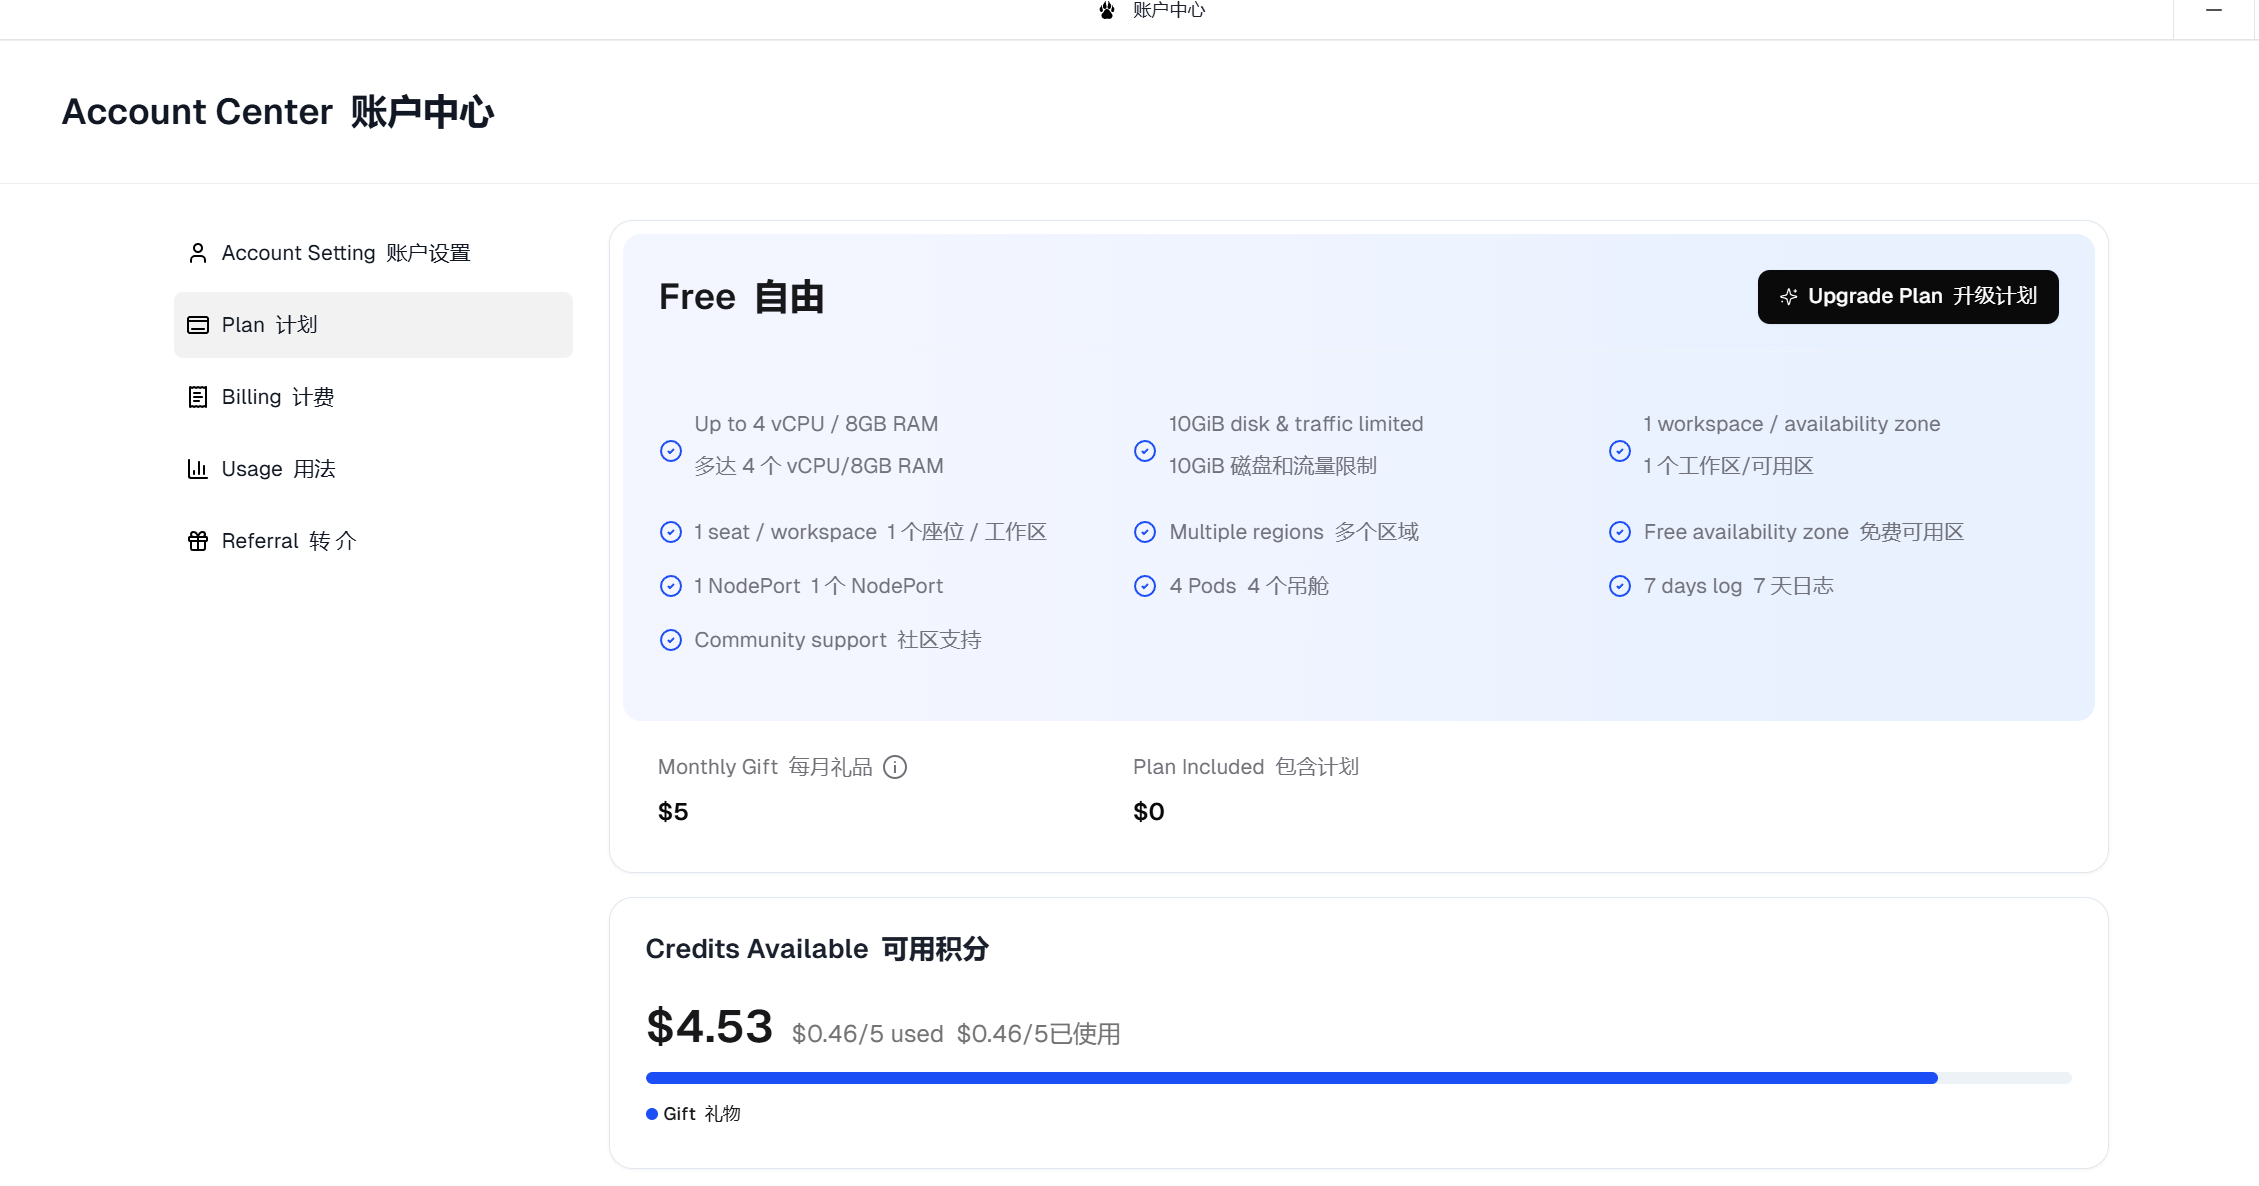 账户中心
Account Center 账户中心
Account Setting 账户设置
Plan 计划
Billing 计费
Usage 用法
Referral 转介
Free 自由
Upgrade Plan 升级计划
Up to 4 vCPU / 8GB RAM
多达 4 个 vCPU/8GB RAM
10GiB disk & traffic limited
10GiB 磁盘和流量限制
1 workspace / availability zone
1 个工作区/可用区
1 seat / workspace 1 个座位 / 工作区
Multiple regions 多个区域
Free availability zone 免费可用区
1 NodePort 1 个 NodePort
4 Pods 4 个吊舱
7 days log 7 天日志
Community support 社区支持
Monthly Gift 每月礼品
$5
Plan Included 包含计划
$0
Credits Available 可用积分
$4.53 $0.46/5 used $0.46/5已使用
Gift 礼物